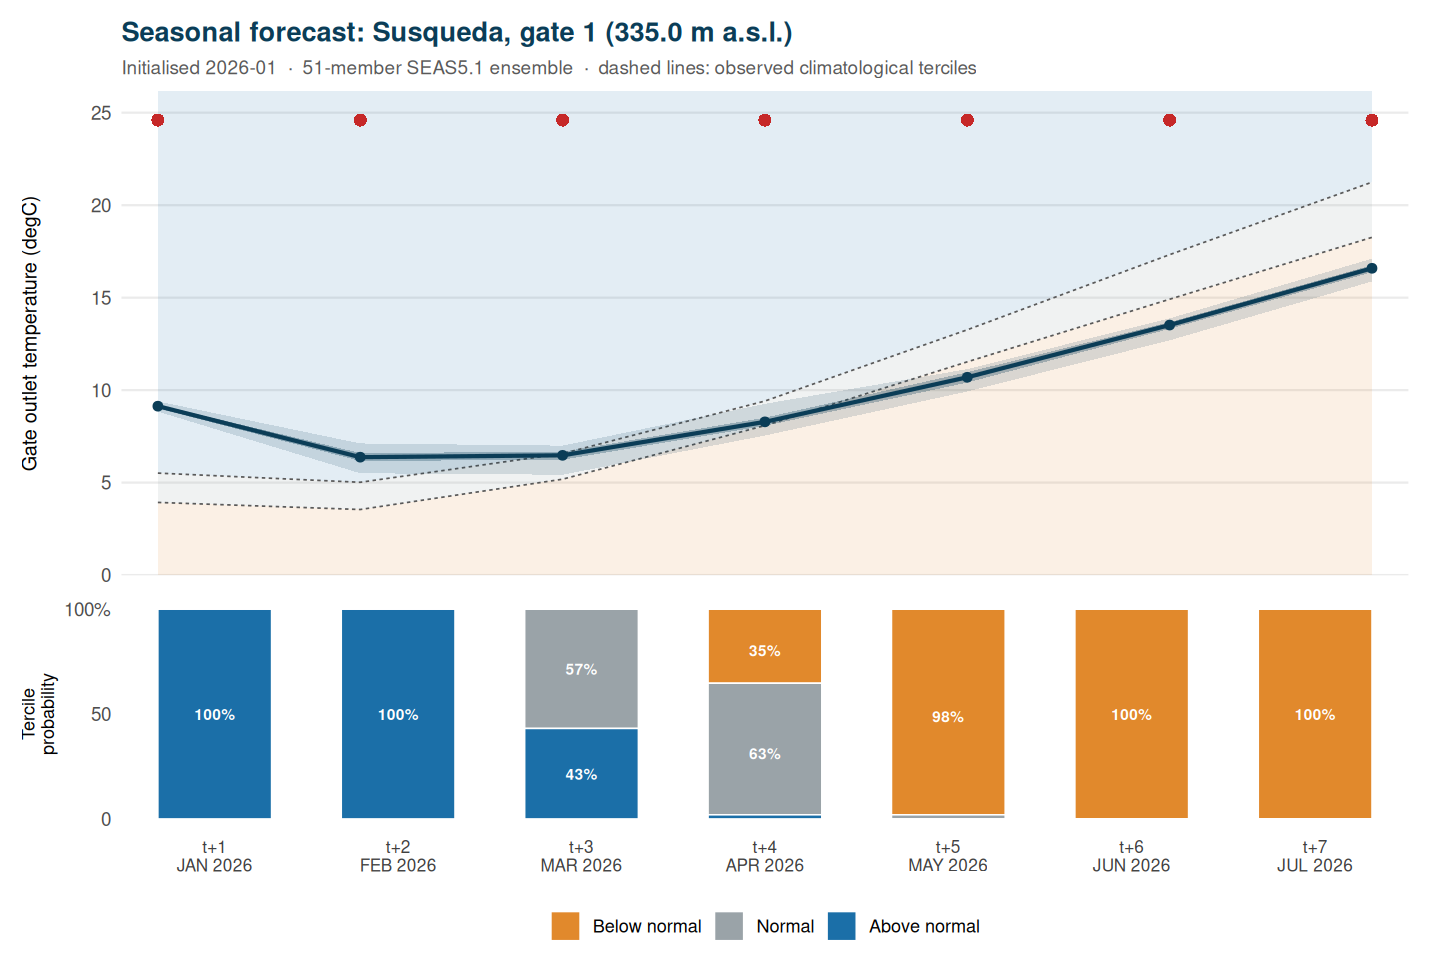 Seasonal forecast: Susqueda, gate 1 (335.0 m a.s.l.)
Initialised 2026-01 · 51-member SEAS5.1 ensemble · dashed lines: observed climatological terciles
Gate outlet temperature (degC)
25
20
15
10
5
0
Tercile
probability
100%
50
0
100%
100%
57%
43%
35%
63%
98%
100%
100%
t+1
JAN 2026
t+2
FEB 2026
t+3
MAR 2026
t+4
APR 2026
t+5
MAY 2026
t+6
JUN 2026
t+7
JUL 2026
Below normal
Normal
Above normal